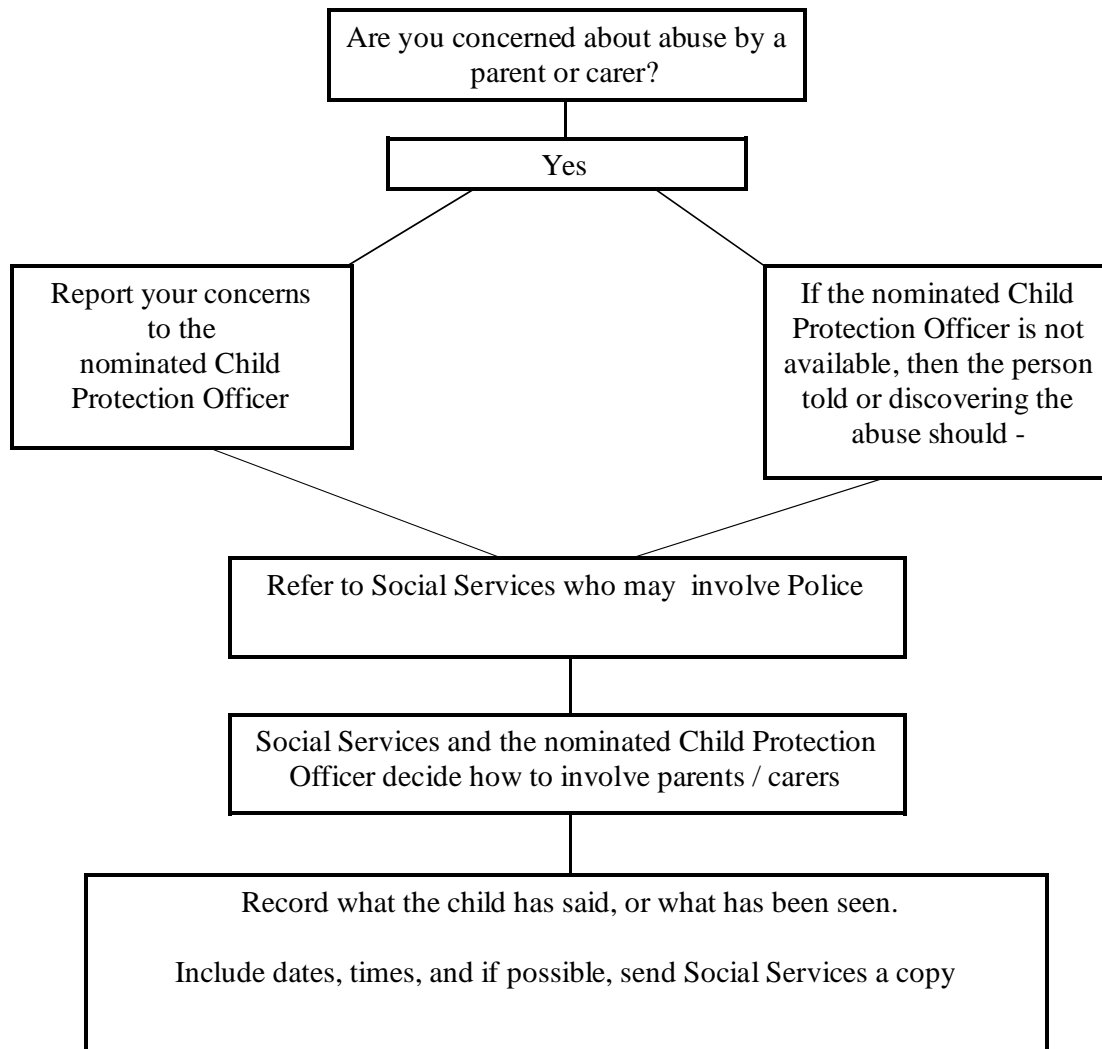 Are you concerned about abuse by a
parent or carer?
Yes
Report your concerns
to the
nominated Child
Protection Officer
If the nominated Child
Protection Officer is not
available, then the person
told or discovering the
abuse should -
Refer to Social Services who may  involve Police
Social Services and the nominated Child Protection
Officer decide how to involve parents / carers
Record what the child has said, or what has been seen.
Include dates, times, and if possible, send Social Services a copy